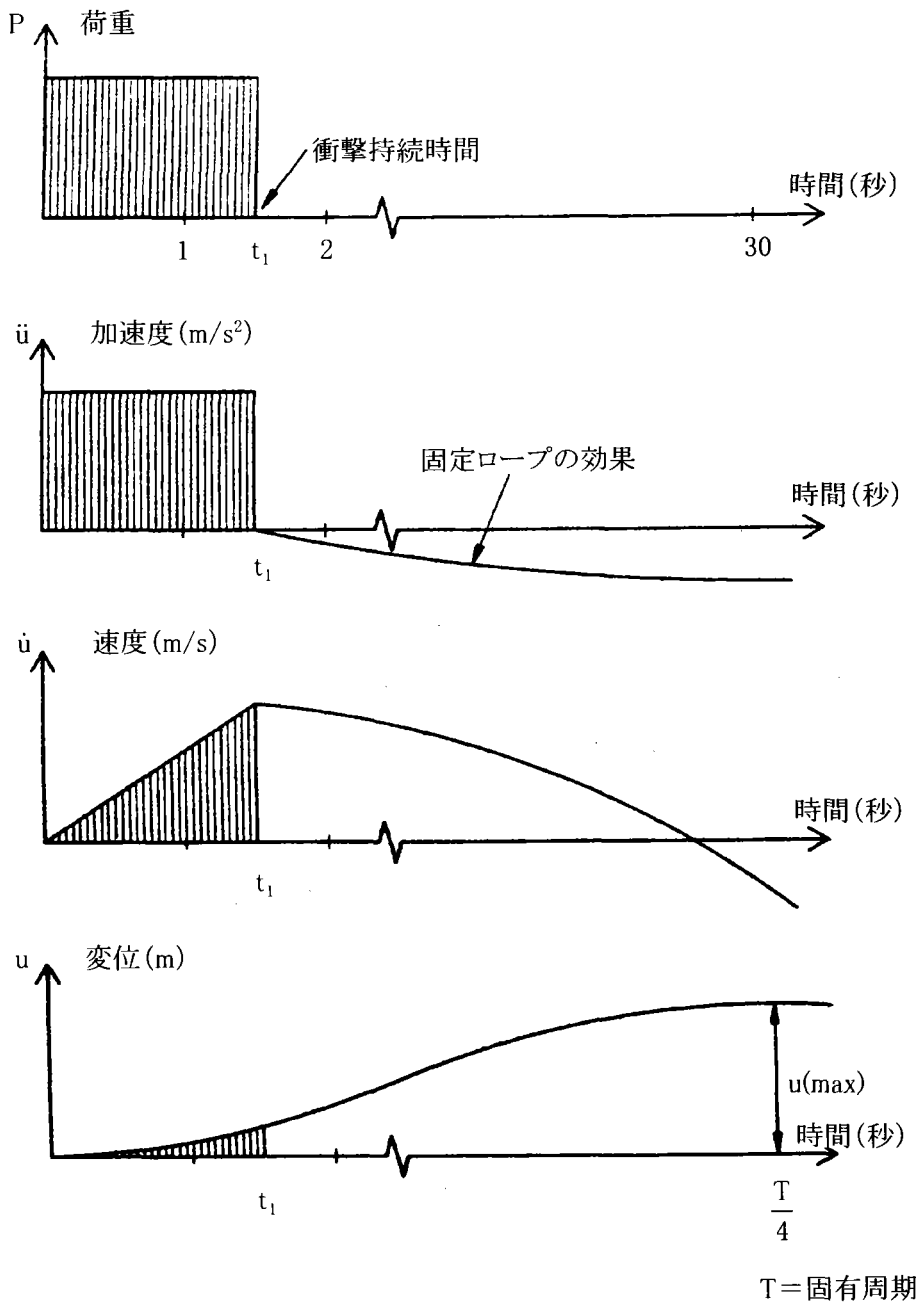 P 荷重
衝撃持続時間
時間(秒)
1 t₁ 2 30
ü 加速度(m/s²)
固定ロープの効果
時間(秒)
t₁
u̇ 速度(m/s)
時間(秒)
t₁
u 変位(m)
u(max)
時間(秒)
t₁
T
4
T=固有周期